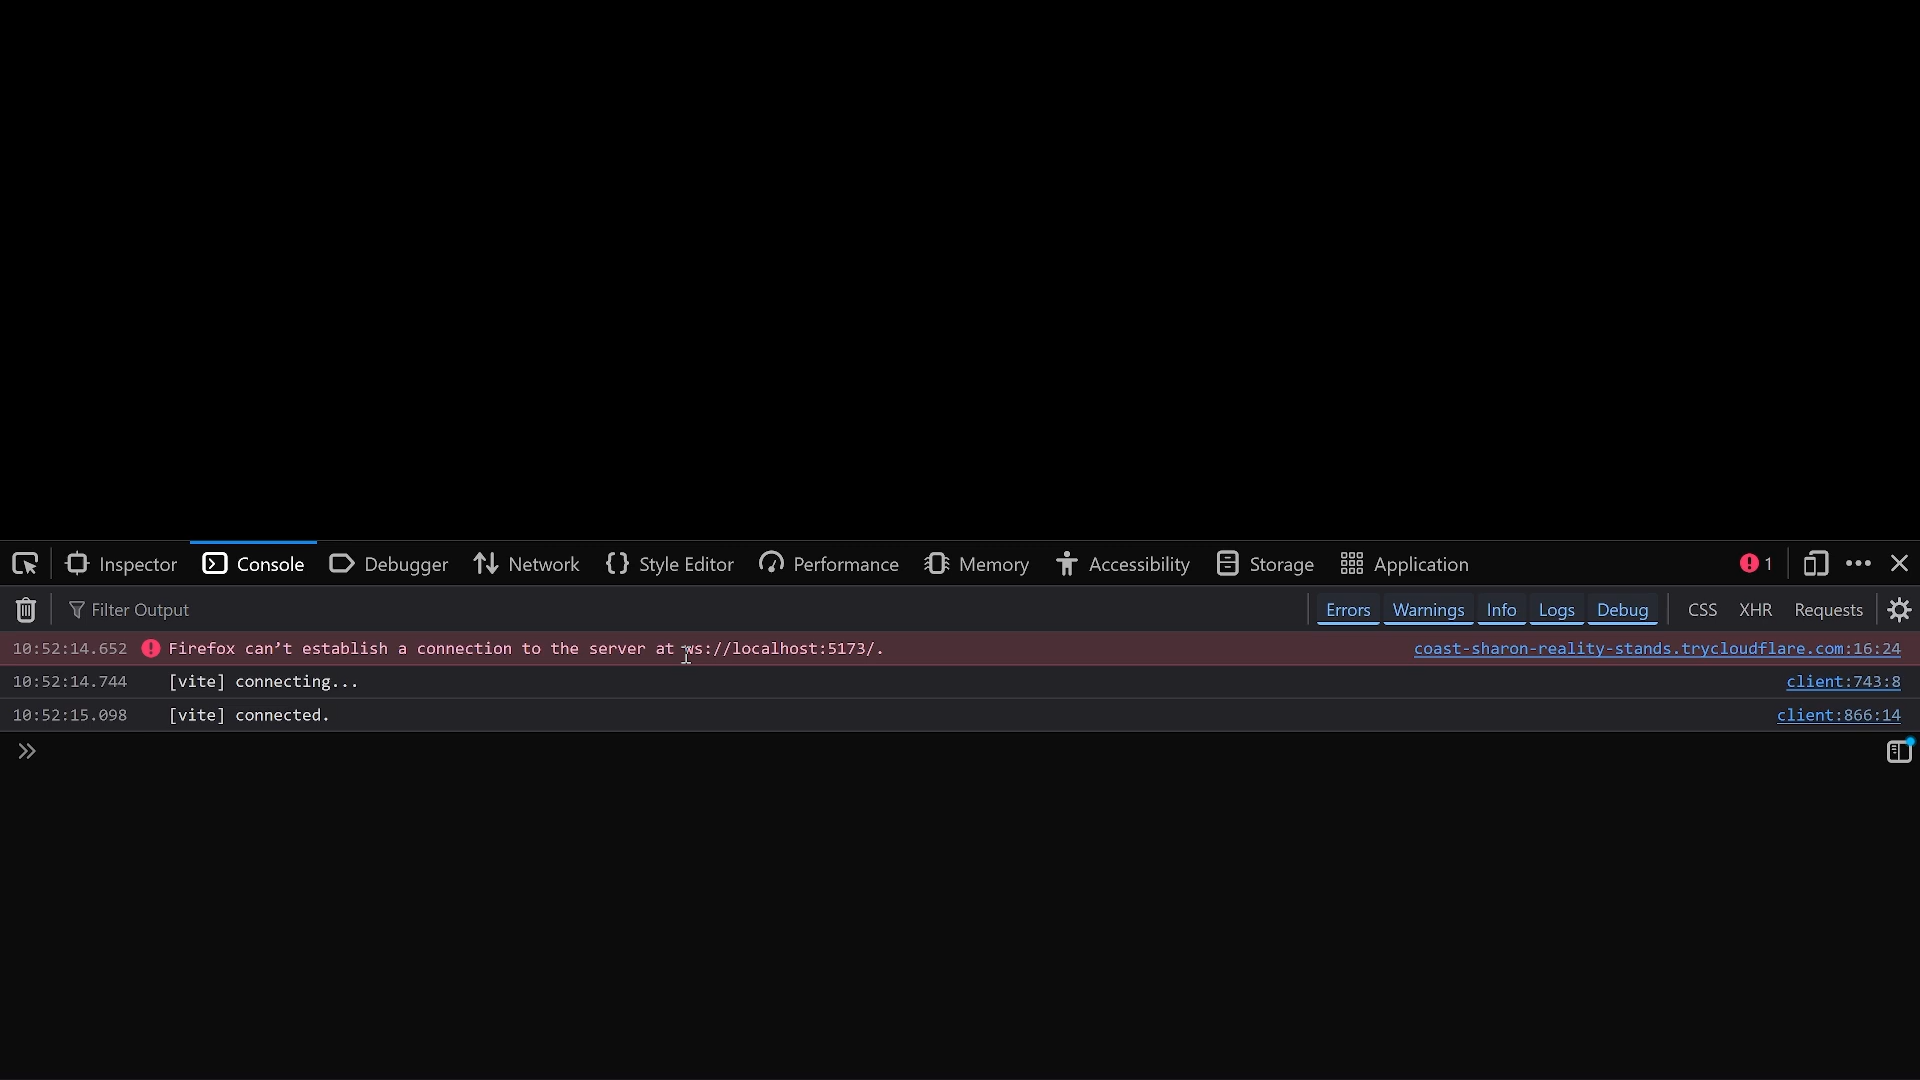 Inspector Console Debugger Network Style Editor Performance Memory Accessibility Storage Application 1
Filter Output Errors Warnings Info Logs Debug CSS XHR Requests
10:52:14.652 Firefox can’t establish a connection to the server at ws://localhost:5173/. coast-sharon-reality-stands.trycloudflare.com:16:24
10:52:14.744 [vite] connecting... client:743:8
10:52:15.098 [vite] connected. client:866:14